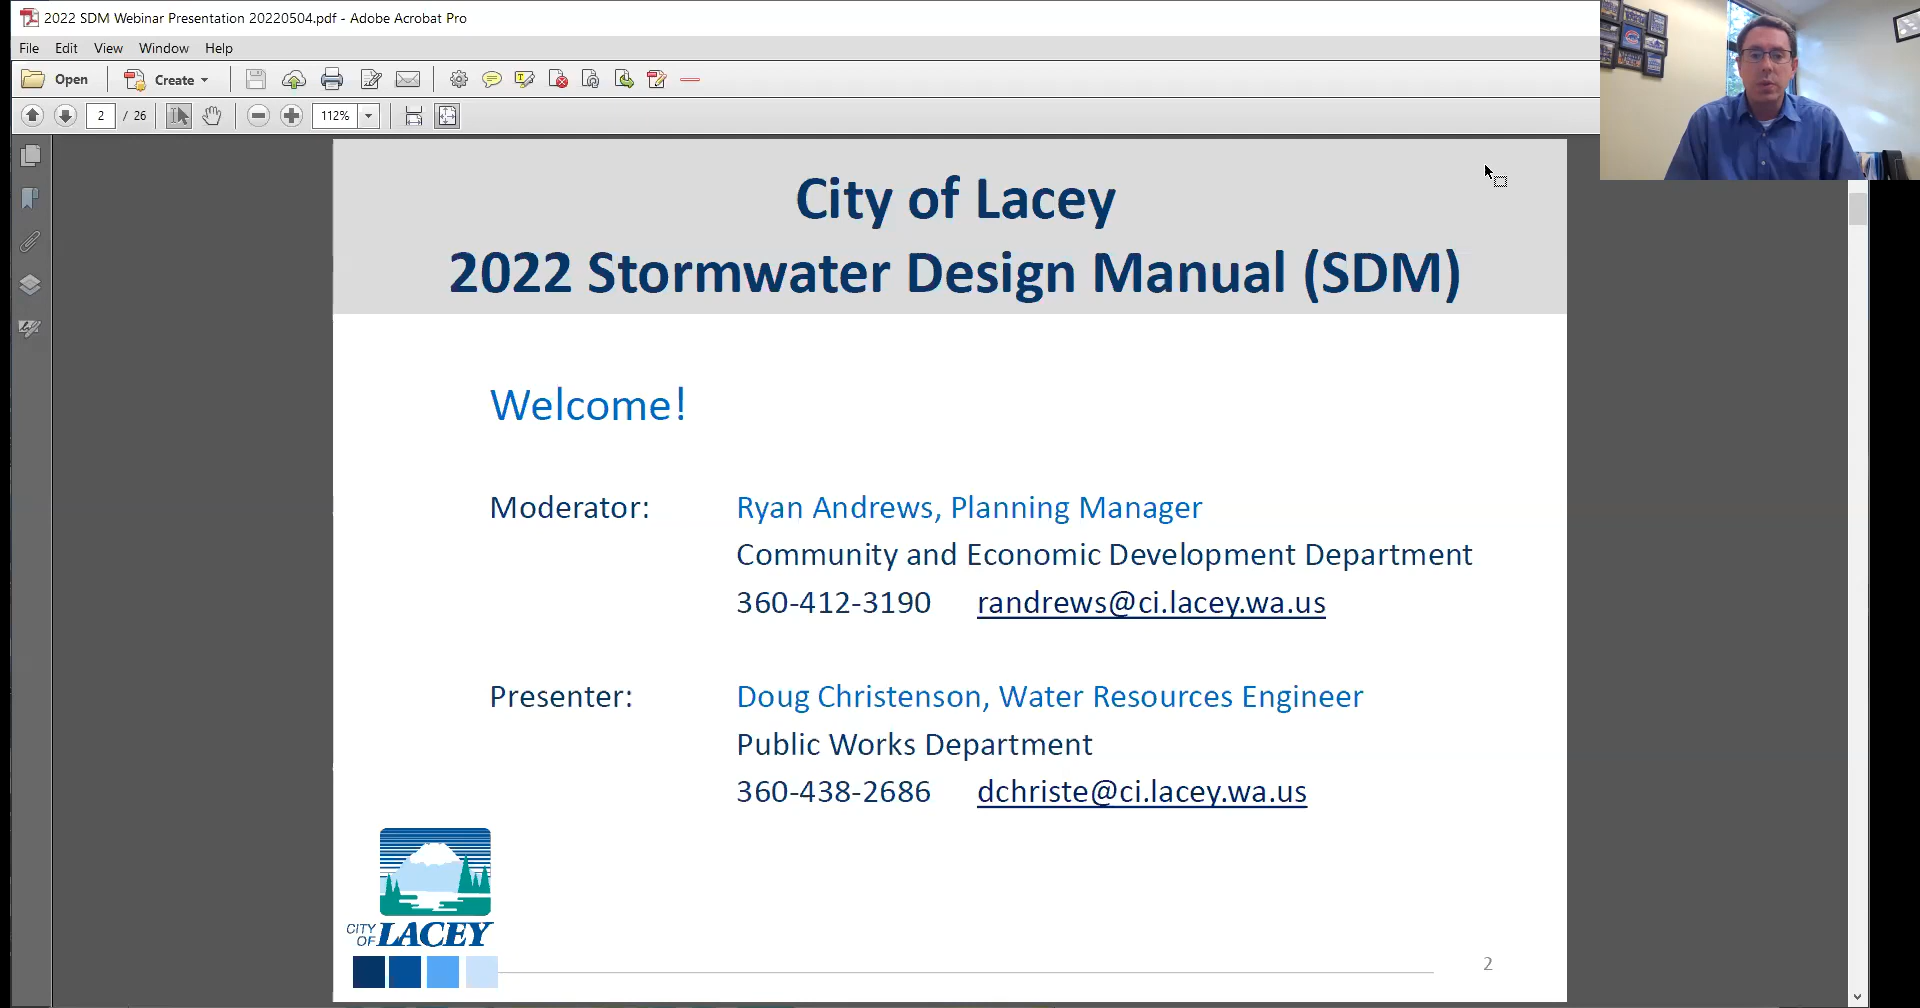 2022 SDM Webinar Presentation 20220504.pdf - Adobe Acrobat Pro
File Edit View Window Help
Open Create
2 / 26 112%
City of Lacey
2022 Stormwater Design Manual (SDM)
Welcome!
Moderator: Ryan Andrews, Planning Manager
Community and Economic Development Department
360-412-3190 randrews@ci.lacey.wa.us
Presenter: Doug Christenson, Water Resources Engineer
Public Works Department
360-438-2686 dchriste@ci.lacey.wa.us
CITY OF LACEY
2